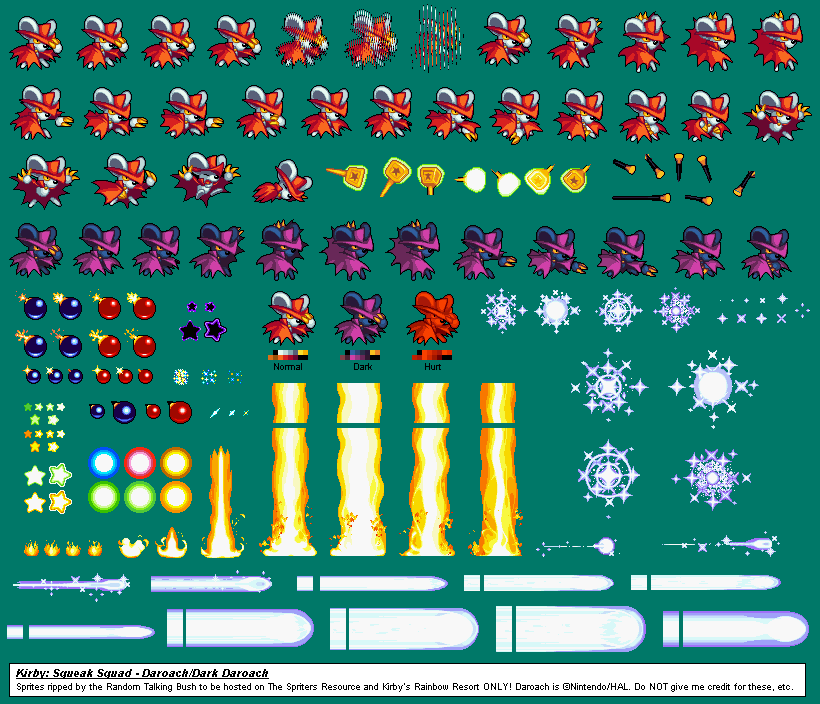 Normal Dark Hurt
Kirby: Squeak Squad - Daroach/Dark Daroach
Sprites ripped by the Random Talking Bush to be hosted on The Spriters Resource and Kirby's Rainbow Resort ONLY! Daroach is ©Nintendo/HAL. Do NOT give me credit for these, etc.